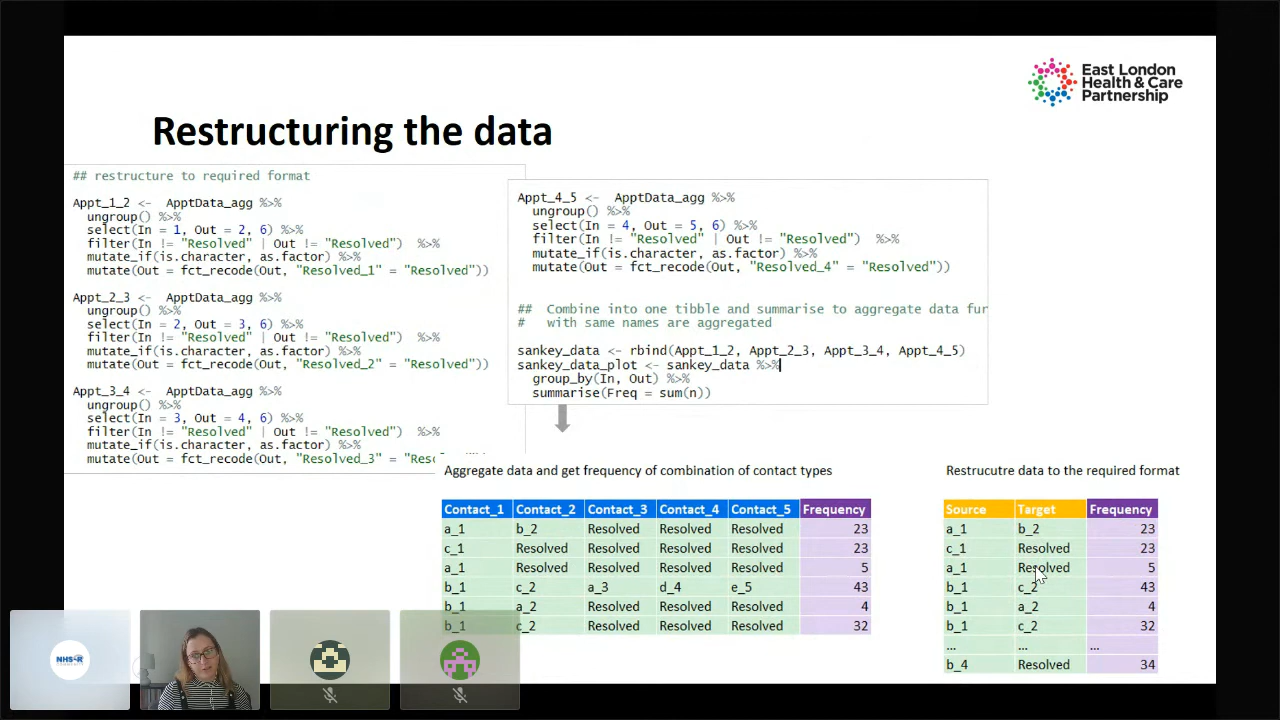 East London
Health & Care
Partnership
Restructuring the data
## restructure to required format
Appt_1_2 <- ApptData_agg %>%
ungroup() %>%
select(In = 1, Out = 2, 6) %>%
filter(In != "Resolved" | Out != "Resolved") %>%
mutate_if(is.character, as.factor) %>%
mutate(Out = fct_recode(Out, "Resolved_1" = "Resolved"))
Appt_2_3 <- ApptData_agg %>%
ungroup() %>%
select(In = 2, Out = 3, 6) %>%
filter(In != "Resolved" | Out != "Resolved") %>%
mutate_if(is.character, as.factor) %>%
mutate(Out = fct_recode(Out, "Resolved_2" = "Resolved"))
Appt_3_4 <- ApptData_agg %>%
ungroup() %>%
select(In = 3, Out = 4, 6) %>%
filter(In != "Resolved" | Out != "Resolved") %>%
mutate_if(is.character, as.factor) %>%
mutate(Out = fct_recode(Out, "Resolved_3" =
Appt_4_5 <- ApptData_agg %>%
ungroup() %>%
select(In = 4, Out = 5, 6) %>%
filter(In != "Resolved" | Out != "Resolved") %>%
mutate_if(is.character, as.factor) %>%
mutate(Out = fct_recode(Out, "Resolved_4" = "Resolved"))
## Combine into one tibble and summarise to aggregate data fur
# with same names are aggregated
sankey_data <- rbind(Appt_1_2, Appt_2_3, Appt_3_4, Appt_4_5)
sankey_data_plot <- sankey_data %>%
group_by(In, Out) %>%
summarise(Freq = sum(n))
Aggregate data and get frequency of combination of contact types
Contact_1 Contact_2 Contact_3 Contact_4 Contact_5 Frequency
a_1 b_2 Resolved Resolved Resolved 23
c_1 Resolved Resolved Resolved Resolved 23
a_1 Resolved Resolved Resolved Resolved 5
b_1 c_2 a_3 d_4 e_5 43
b_1 a_2 Resolved Resolved Resolved 4
b_1 c_2 Resolved Resolved Resolved 32
Restrucutre data to the required format
Source Target Frequency
a_1 b_2 23
c_1 Resolved 23
a_1 Resolved 5
b_1 c_2 43
b_1 a_2 4
b_1 c_2 32
... ... ...
b_4 Resolved 34
NHS-R
COMMUNITY